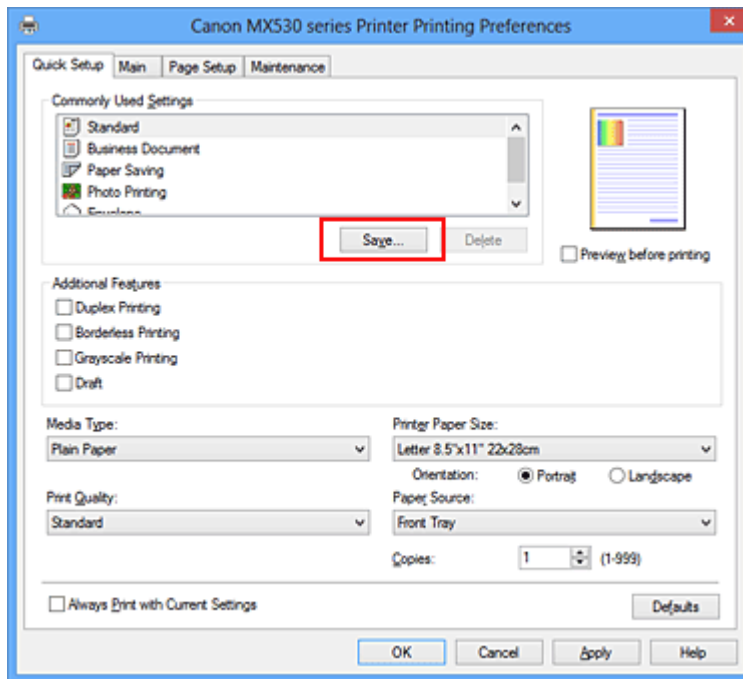 Canon MX530 series Printer Printing Preferences
Quick Setup Main Page Setup Maintenance
Commonly Used Settings
Standard
Business Document
Paper Saving
Photo Printing
Envelope
Save... Delete
Preview before printing
Additional Features
Duplex Printing
Borderless Printing
Grayscale Printing
Draft
Media Type: Printer Paper Size:
Plain Paper Letter 8.5"x11" 22x28cm
Orientation: Portrait Landscape
Print Quality: Paper Source:
Standard Front Tray
Copies: 1 (1-999)
Always Print with Current Settings Defaults
OK Cancel Apply Help